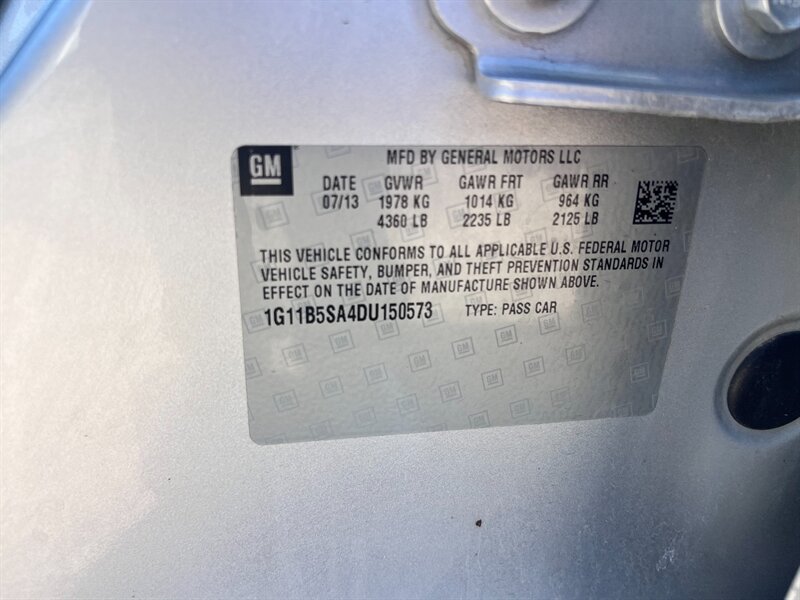 GM MFD BY GENERAL MOTORS LLC
DATE GVWR GAWR FRT GAWR RR
07/13 1978 KG 1014 KG 964 KG
4360 LB 2235 LB 2125 LB
THIS VEHICLE CONFORMS TO ALL APPLICABLE U.S. FEDERAL MOTOR
VEHICLE SAFETY, BUMPER, AND THEFT PREVENTION STANDARDS IN
EFFECT ON THE DATE OF MANUFACTURE SHOWN ABOVE.
1G11B5SA4DU150573 TYPE: PASS CAR